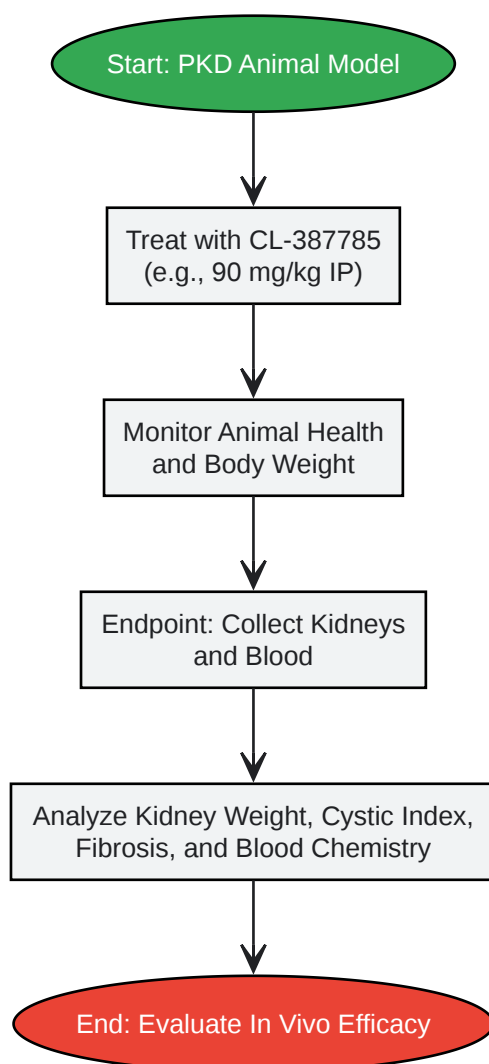 Start: PKD Animal Model
Treat with CL-387785
(e.g., 90 mg/kg IP)
Monitor Animal Health
and Body Weight
Endpoint: Collect Kidneys
and Blood
Analyze Kidney Weight, Cystic Index,
Fibrosis, and Blood Chemistry
End: Evaluate In Vivo Efficacy